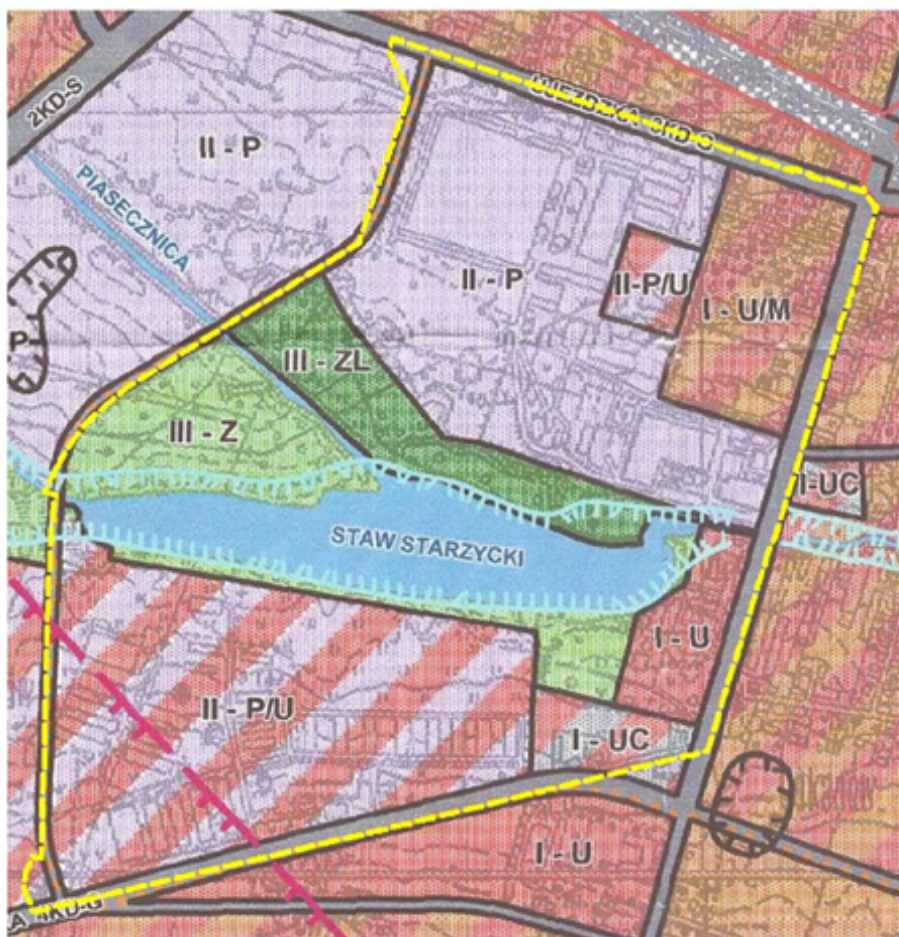 2KD-S
II - P
PIASECZNICA
II - P
II-P/U
I - U/M
P
III - ZL
III - Z
I-UC
STAW STARZYCKI
I - U
II - P/U
I - UC
I - U